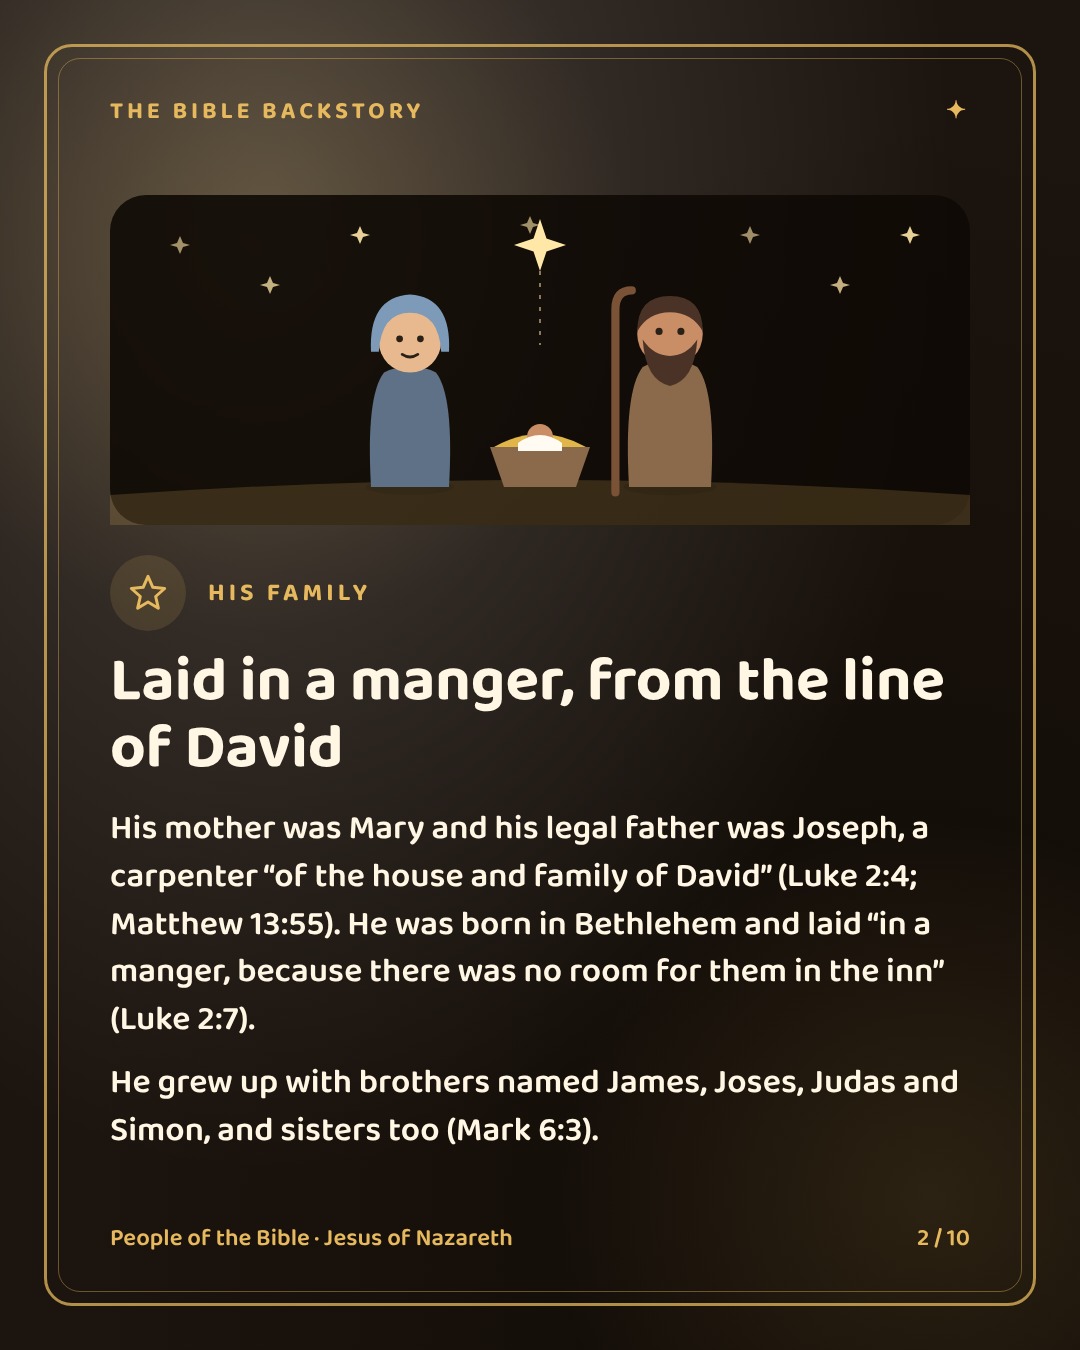 THE BIBLE BACKSTORY
HIS FAMILY
Laid in a manger, from the line
of David
His mother was Mary and his legal father was Joseph, a
carpenter “of the house and family of David” (Luke 2:4;
Matthew 13:55). He was born in Bethlehem and laid “in a
manger, because there was no room for them in the inn”
(Luke 2:7).
He grew up with brothers named James, Joses, Judas and
Simon, and sisters too (Mark 6:3).
People of the Bible · Jesus of Nazareth
2 / 10